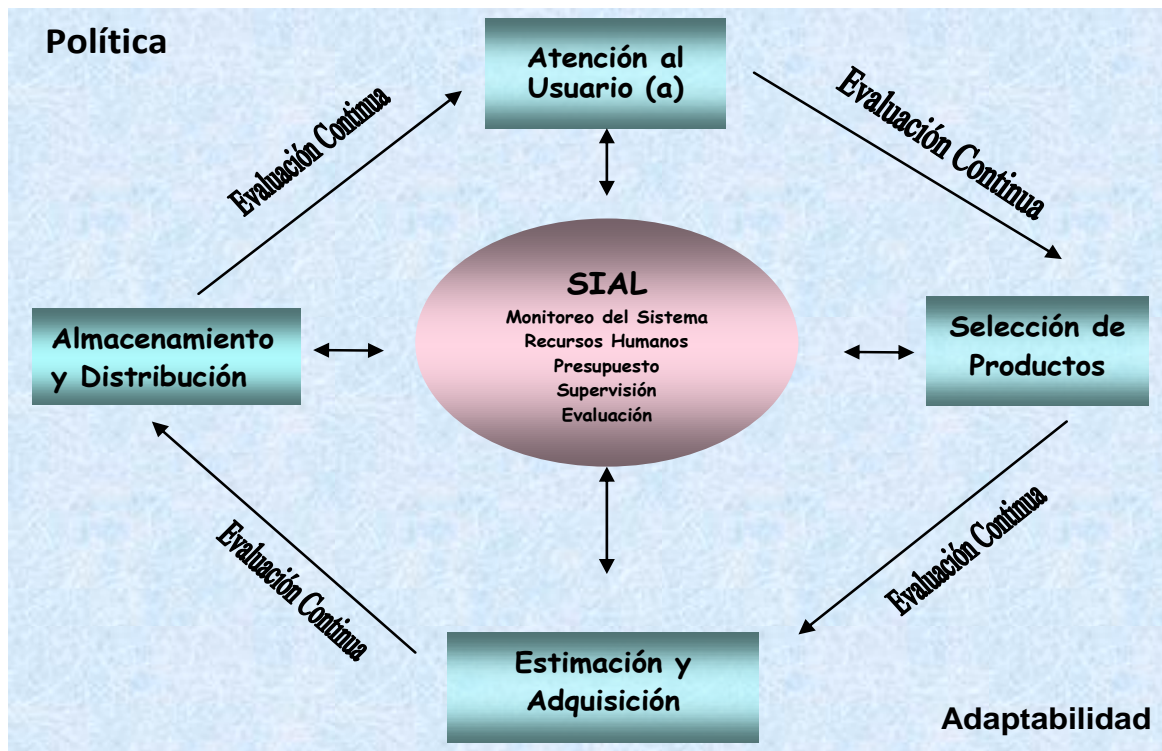 Política
Atención al
Usuario (a)
Evaluación Continua
Evaluación Continua
SIAL
Monitoreo del Sistema
Recursos Humanos
Presupuesto
Supervisión
Evaluación
Almacenamiento
y Distribución
Selección de
Productos
Evaluación Continua
Evaluación Continua
Estimación y
Adquisición
Adaptabilidad